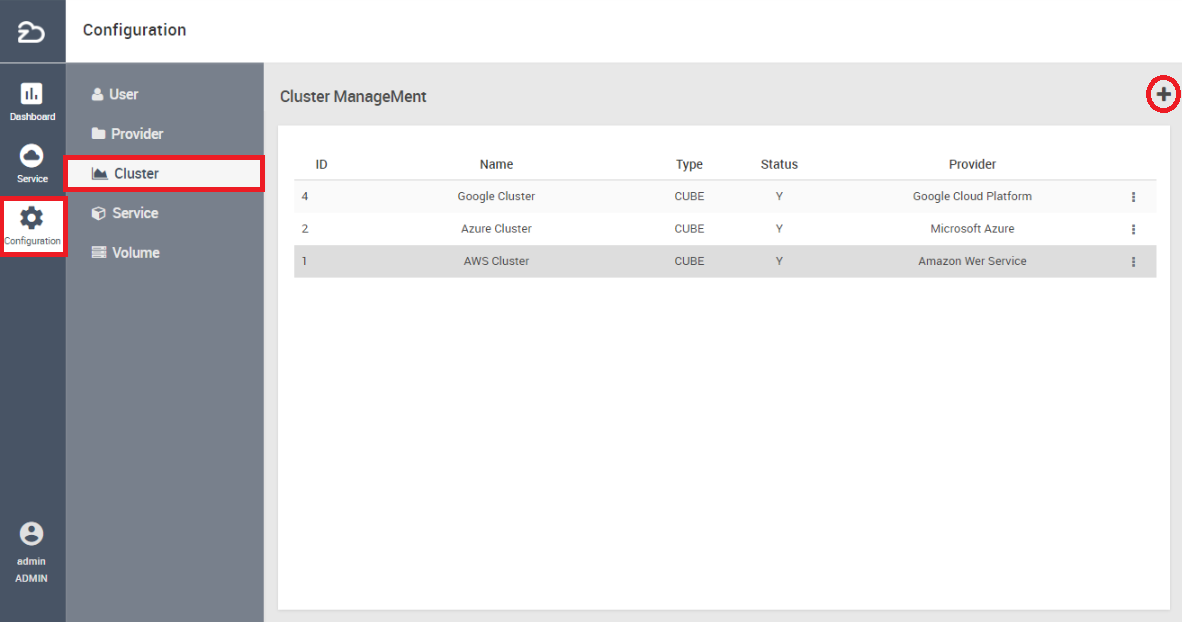 Configuration
Dashboard
Service
Configuration
admin
ADMIN
User
Provider
Cluster
Service
Volume
Cluster ManageMent
ID Name Type Status Provider
4 Google Cluster CUBE Y Google Cloud Platform
2 Azure Cluster CUBE Y Microsoft Azure
1 AWS Cluster CUBE Y Amazon Wer Service